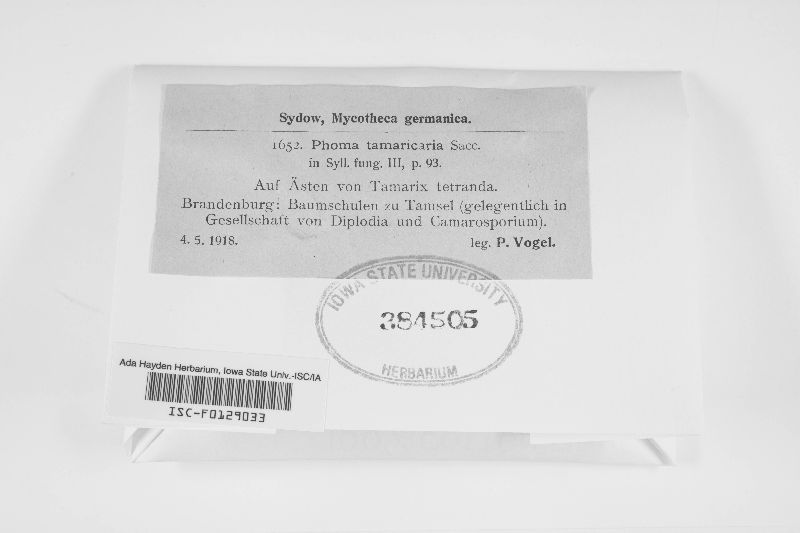 Sydow, Mycotheca germanica.
1652. Phoma tamaricaria Sacc.
in Syll. fung. III, p. 93.
Auf Ästen von Tamarix tetranda.
Brandenburg: Baumschulen zu Tamsel (gelegentlich in
Gesellschaft von Diplodia und Camarosporium).
4. 5. 1918. leg. P. Vogel.
IOWA STATE UNIVERSITY
384505
HERBARIUM
Ada Hayden Herbarium, Iowa State Univ.-ISC/IA
ISC-F0129033